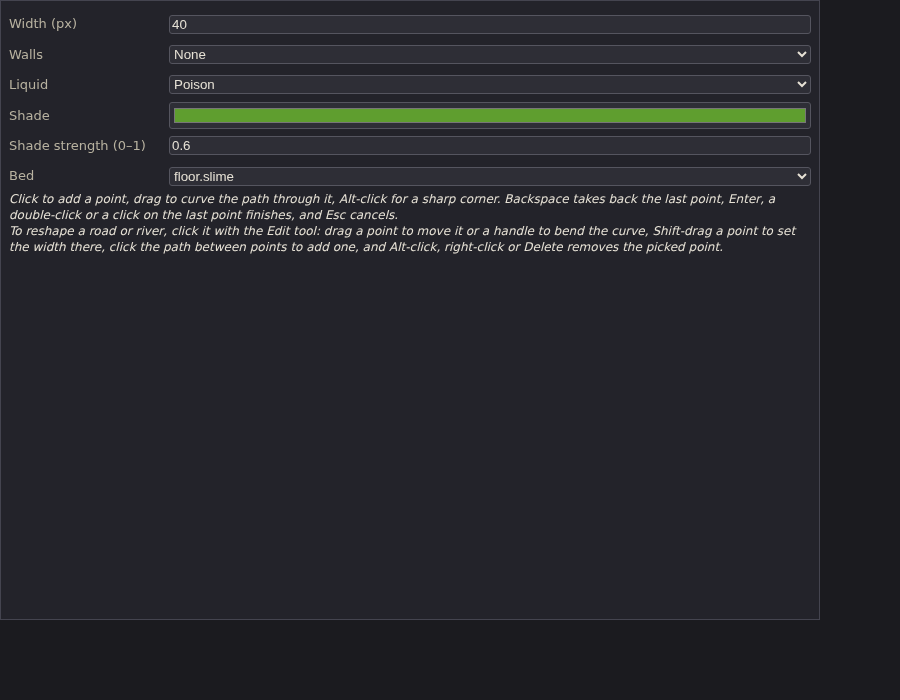 Width (px)
40
Walls
None
Liquid
Poison
Shade
Shade strength (0–1)
0.6
Bed
floor.slime
Click to add a point, drag to curve the path through it, Alt-click for a sharp corner. Backspace takes back the last point, Enter, a
double-click or a click on the last point finishes, and Esc cancels.
To reshape a road or river, click it with the Edit tool: drag a point to move it or a handle to bend the curve, Shift-drag a point to set
the width there, click the path between points to add one, and Alt-click, right-click or Delete removes the picked point.